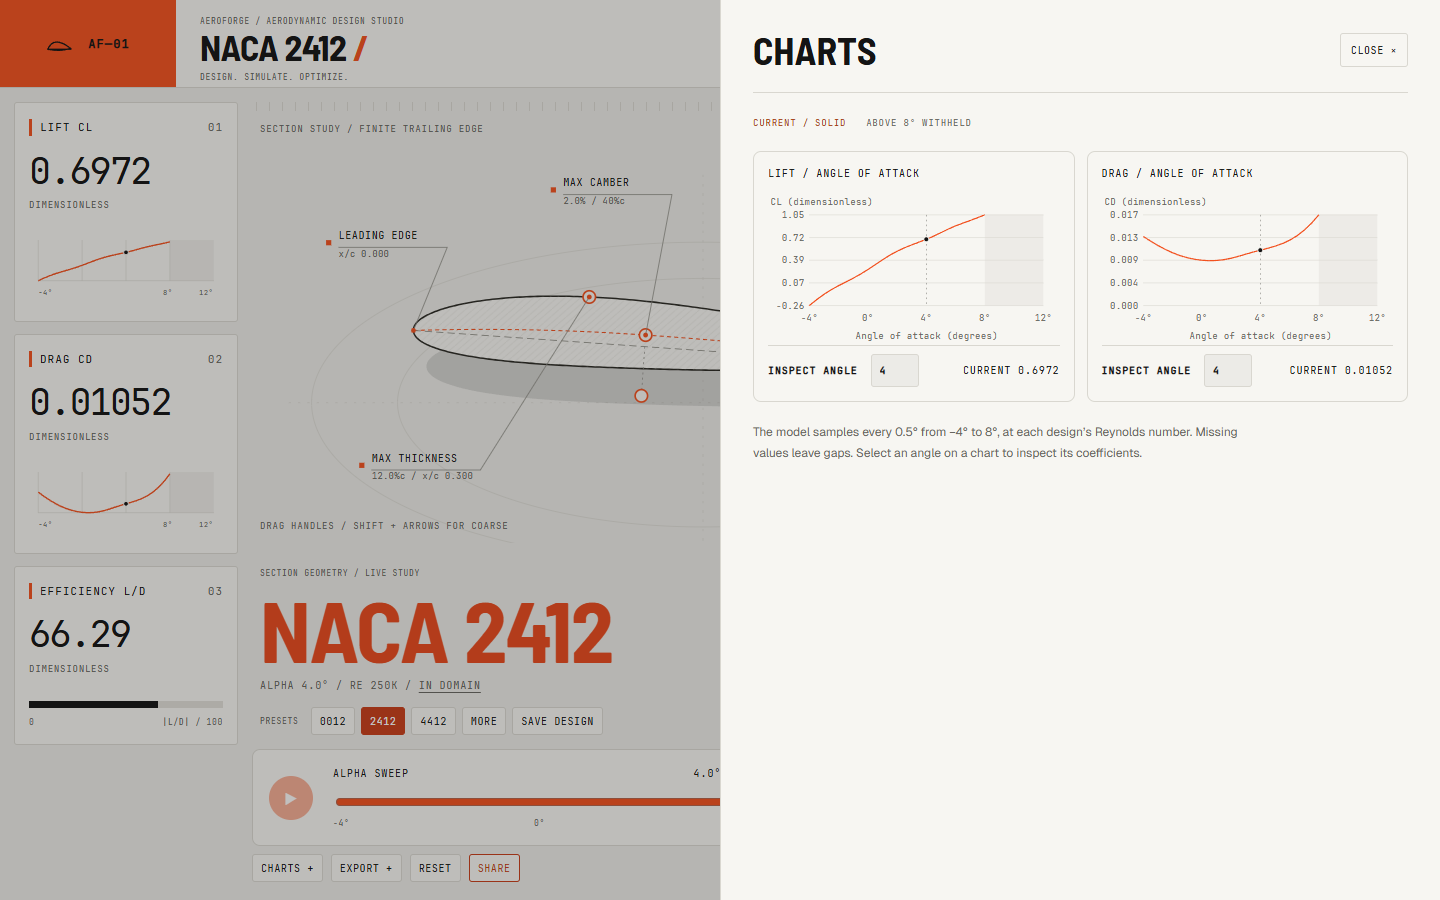 AF—01
AEROFORGE / AERODYNAMIC DESIGN STUDIO
NACA 2412 /
DESIGN. SIMULATE. OPTIMIZE.
LIFT CL 01
0.6972
DIMENSIONLESS
−4° 8° 12°
DRAG CD 02
0.01052
DIMENSIONLESS
−4° 8° 12°
EFFICIENCY L/D 03
66.29
DIMENSIONLESS
0 |L/D| / 100
SECTION STUDY / FINITE TRAILING EDGE
MAX CAMBER
2.0% / 40%c
LEADING EDGE
x/c 0.000
MAX THICKNESS
12.0%c / x/c 0.300
DRAG HANDLES / SHIFT + ARROWS FOR COARSE
SECTION GEOMETRY / LIVE STUDY
NACA 2412
ALPHA 4.0° / RE 250K / IN DOMAIN
PRESETS 0012 2412 4412 MORE SAVE DESIGN
ALPHA SWEEP 4.0°
-4° 0°
CHARTS + EXPORT + RESET SHARE
CHARTS
CLOSE ×
CURRENT / SOLID ABOVE 8° WITHHELD
LIFT / ANGLE OF ATTACK
CL (dimensionless)
1.05
0.72
0.39
0.07
-0.26
-4° 0° 4° 8° 12°
Angle of attack (degrees)
INSPECT ANGLE 4 CURRENT 0.6972
DRAG / ANGLE OF ATTACK
CD (dimensionless)
0.017
0.013
0.009
0.004
0.000
-4° 0° 4° 8° 12°
Angle of attack (degrees)
INSPECT ANGLE 4 CURRENT 0.01052
The model samples every 0.5° from −4° to 8°, at each design's Reynolds number. Missing
values leave gaps. Select an angle on a chart to inspect its coefficients.